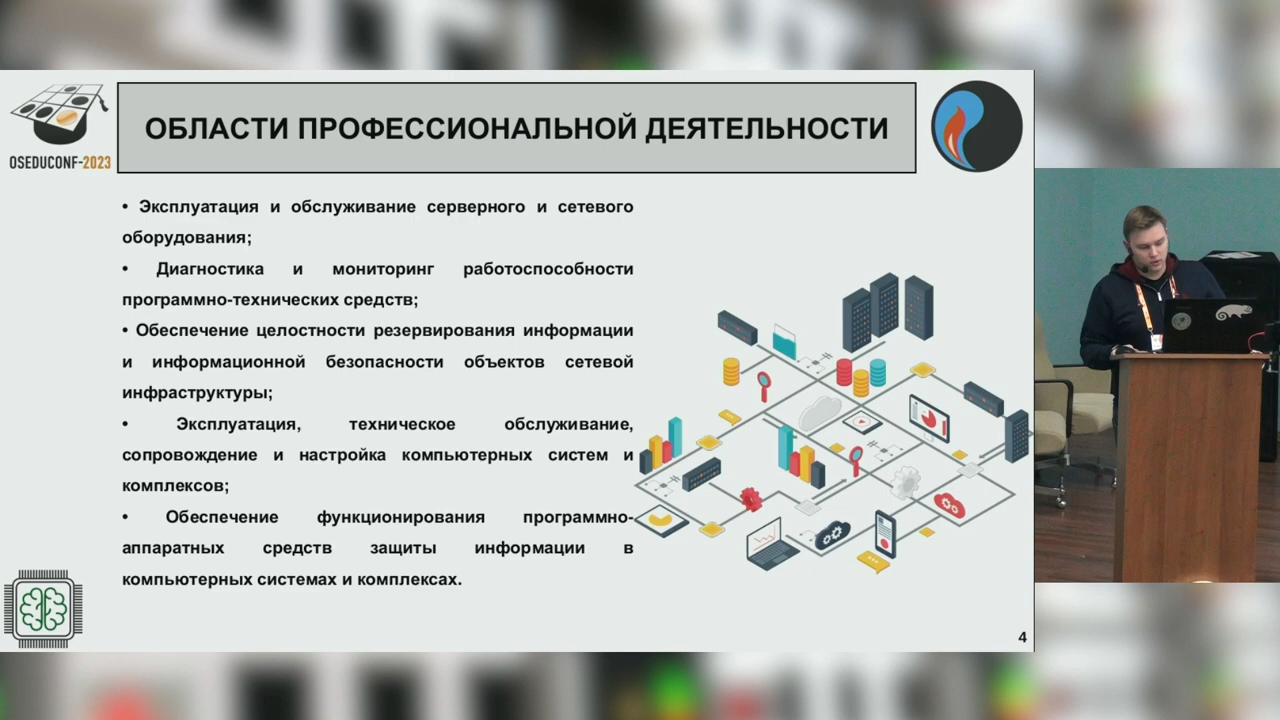 ОБЛАСТИ ПРОФЕССИОНАЛЬНОЙ ДЕЯТЕЛЬНОСТИ
OSEDUCONF-2023
• Эксплуатация и обслуживание серверного и сетевого
оборудования;
• Диагностика и мониторинг работоспособности
программно-технических средств;
• Обеспечение целостности резервирования информации
и информационной безопасности объектов сетевой
инфраструктуры;
• Эксплуатация, техническое обслуживание,
сопровождение и настройка компьютерных систем и
комплексов;
• Обеспечение функционирования программно-
аппаратных средств защиты информации в
компьютерных системах и комплексах.
4